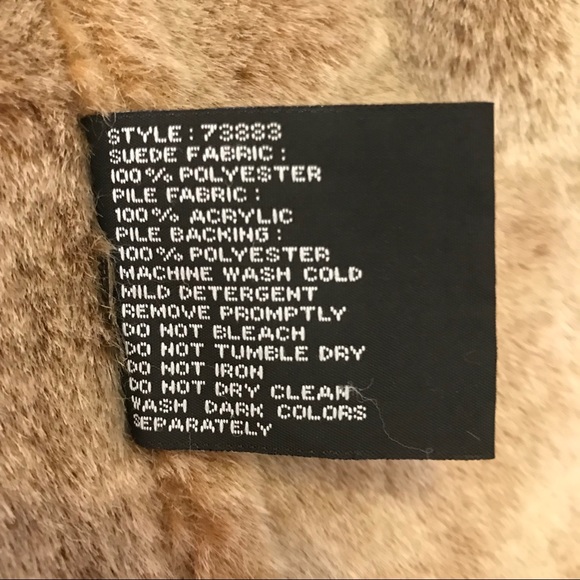 STYLE: 73883
SUEDE FABRIC:
100% POLYESTER
PILE FABRIC:
100% ACRYLIC
PILE BACKING:
100% POLYESTER
MACHINE WASH COLD
MILD DETERGENT
REMOVE PROMPTLY
DO NOT BLEACH
DO NOT TUMBLE DRY
DO NOT IRON
DO NOT DRY CLEAN
WASH DARK COLORS
SEPARATELY